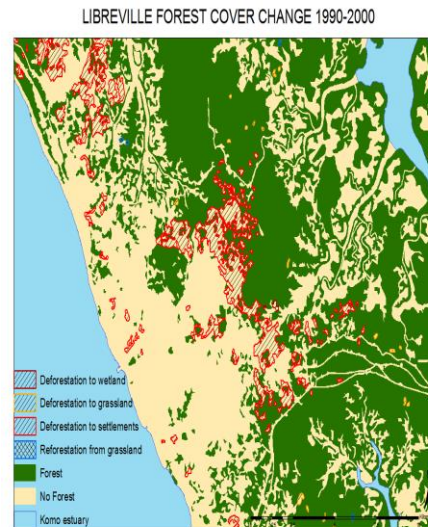 LIBREVILLE FOREST COVER CHANGE 1990-2000
Deforestation to wetland
Deforestation to grassland
Deforestation to settlements
Reforestation from grassland
Forest
No Forest
Komo estuary